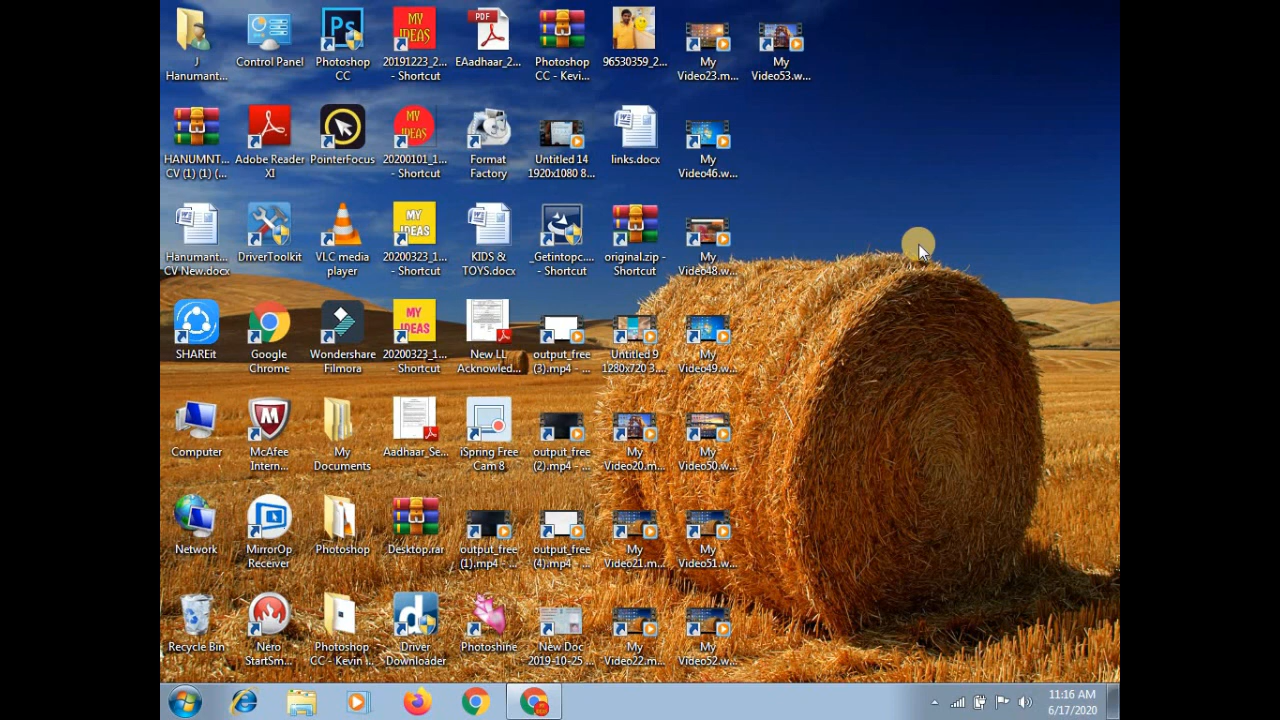 J
Hanumant...
Control Panel
Ps
Photoshop
CC
MY
IDEAS
20191223_2...
- Shortcut
PDF
EAadhaar_2...
Photoshop
CC - Kevi...
96530359_2...
My
Video23.m...
My
Video53.w...
HANUMNT...
CV (1) (1) (...
Adobe Reader
XI
PointerFocus
MY
IDEAS
20200101_1...
- Shortcut
Format
Factory
Untitled 14
1920x1080 8...
links.docx
My
Video46.w...
Hanumant...
CV New.docx
DriverToolkit
VLC media
player
MY
IDEAS
20200323_1...
- Shortcut
KIDS &
TOYS.docx
_Getintopc....
- Shortcut
original.zip -
Shortcut
My
Video48.w...
SHAREit
Google
Chrome
Wondershare
Filmora
MY
IDEAS
20200323_1...
- Shortcut
New LL
Acknowled...
output_free
(3).mp4 - ...
Untitled 9
1280x720 3....
My
Video49.w...
Computer
McAfee
Intern...
My
Documents
Aadhaar_Se...
iSpring Free
Cam 8
output_free
(2).mp4 - ...
My
Video20.m...
My
Video50.w...
Network
MirrorOp
Receiver
Photoshop
Desktop.rar
output_free
(1).mp4 - ...
output_free
(4).mp4 - ...
My
Video21.m...
My
Video51.w...
Recycle Bin
Nero
StartSm...
Photoshop
CC - Kevin ...
d
Driver
Downloader
Photoshine
New Doc
2019-10-25 ...
My
Video22.m...
My
Video52.w...
11:16 AM
6/17/2020